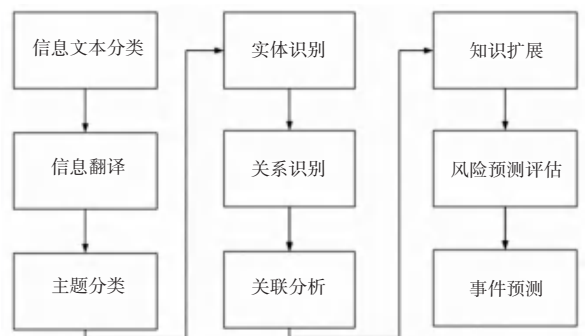 信息文本分类
信息翻译
主题分类
实体识别
关系识别
关联分析
知识扩展
风险预测评估
事件预测